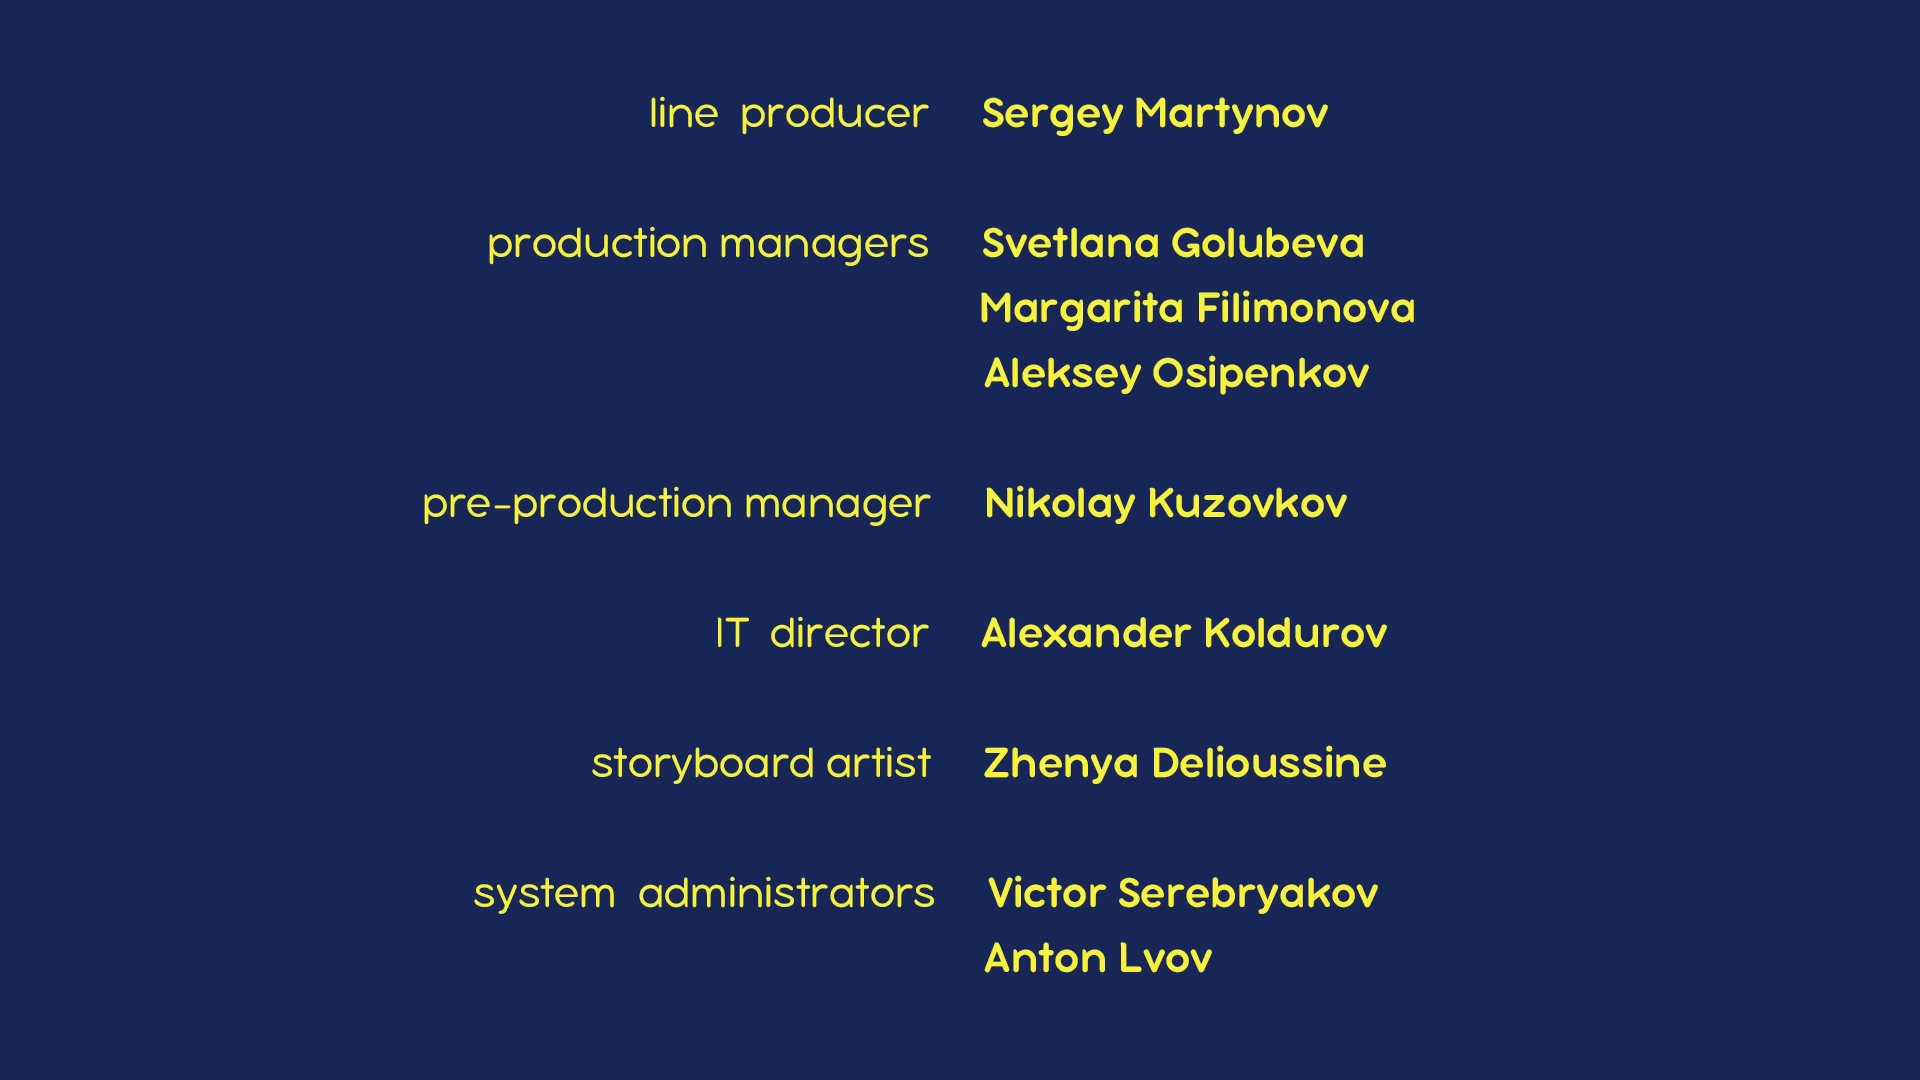 line producer Sergey Martynov
production managers Svetlana Golubeva
Margarita Filimonova
Aleksey Osipenkov
pre-production manager Nikolay Kuzovkov
IT director Alexander Koldurov
storyboard artist Zhenya Delioussine
system administrators Victor Serebryakov
Anton Lvov